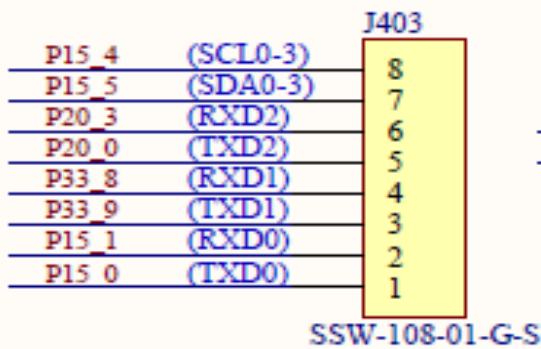 J403
P15_4 (SCL0-3) 8
P15_5 (SDA0-3) 7
P20_3 (RXD2) 6
P20_0 (TXD2) 5
P33_8 (RXD1) 4
P33_9 (TXD1) 3
P15_1 (RXD0) 2
P15_0 (TXD0) 1
SSW-108-01-G-S